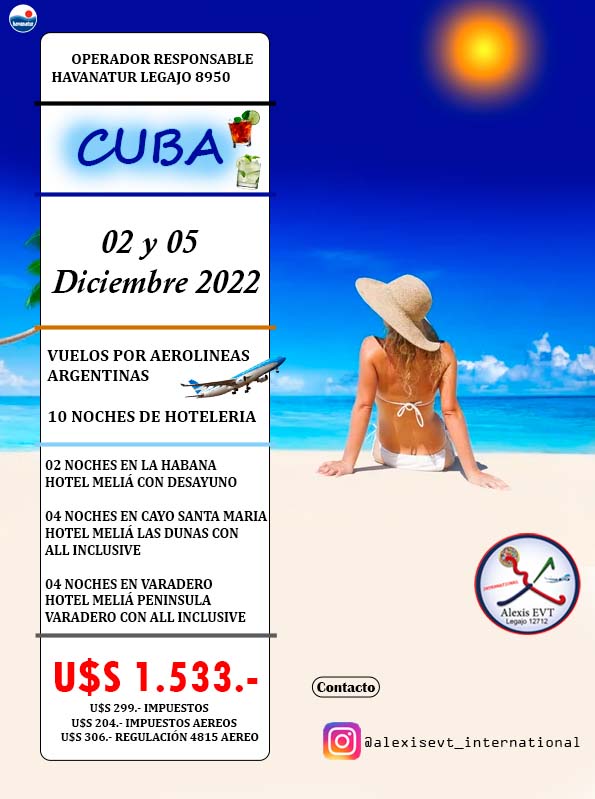 havanatur
OPERADOR RESPONSABLE
HAVANATUR LEGAJO 8950
CUBA
02 y 05
Diciembre 2022
VUELOS POR AEROLINEAS
ARGENTINAS
10 NOCHES DE HOTELERIA
02 NOCHES EN LA HABANA
HOTEL MELIÁ CON DESAYUNO
04 NOCHES EN CAYO SANTA MARIA
HOTEL MELIÁ LAS DUNAS CON
ALL INCLUSIVE
04 NOCHES EN VARADERO
HOTEL MELIÁ PENINSULA
VARADERO CON ALL INCLUSIVE
U$S 1.533.-
U$S 299.- IMPUESTOS
U$S 204.- IMPUESTOS AEREOS
U$S 306.- REGULACIÓN 4815 AEREO
INTERNATIONAL
Alexis EVT
Legajo 12712
Contacto
@alexisevt_international